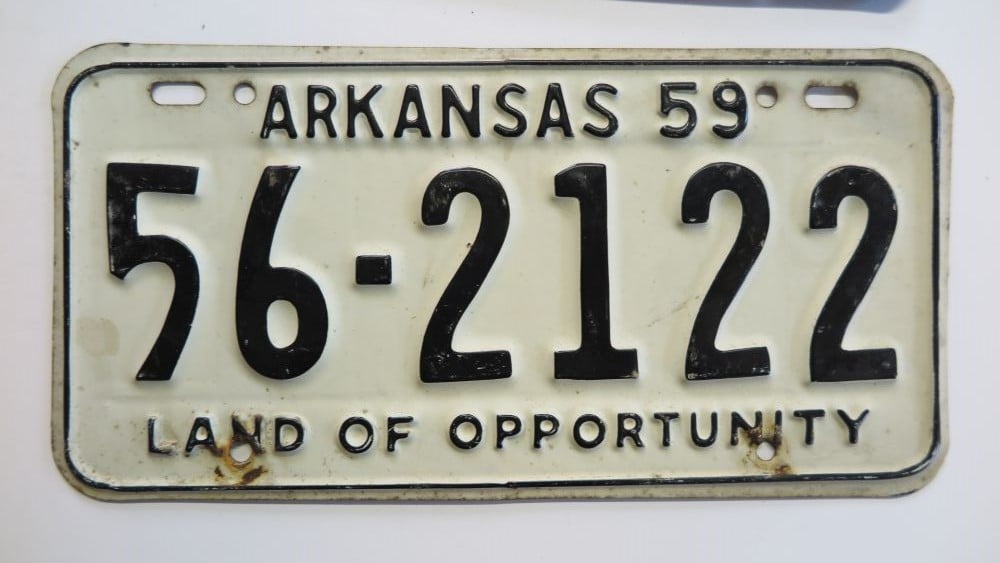 ARKANSAS 59
56-2122
LAND OF OPPORTUNITY